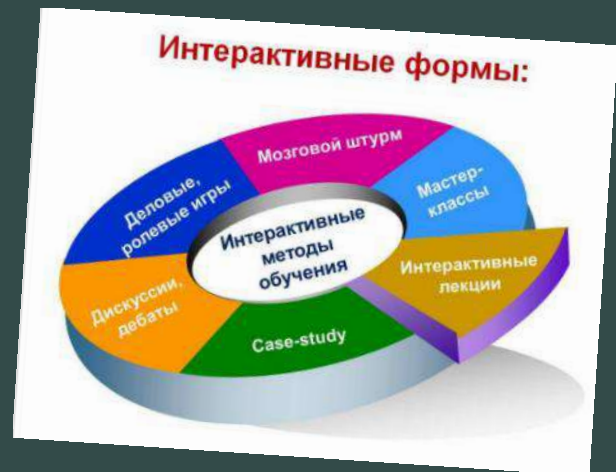 Интерактивные формы:
Мозговой штурм
Мастер-
классы
Интерактивные
лекции
Case-study
Дискуссии,
дебаты
Деловые,
ролевые игры
Интерактивные
методы
обучения